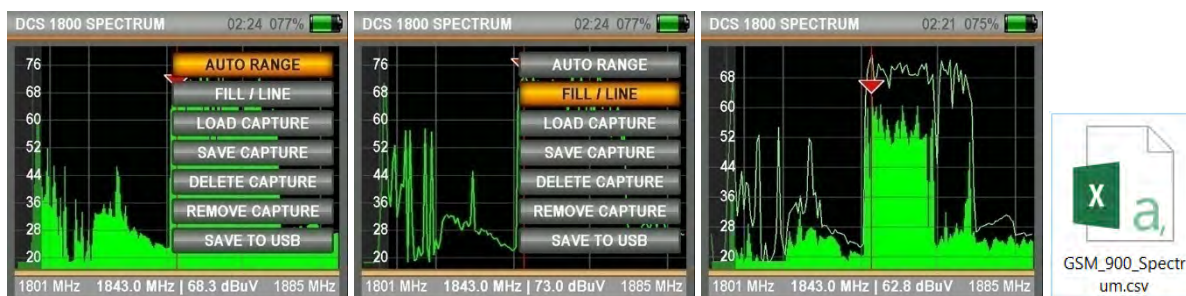 DCS 1800 SPECTRUM 02:24 077%
76
68
60
52
44
36
28
20
AUTO RANGE
FILL / LINE
LOAD CAPTURE
SAVE CAPTURE
DELETE CAPTURE
REMOVE CAPTURE
SAVE TO USB
1801 MHz 1843.0 MHz | 68.3 dBuV 1885 MHz
DCS 1800 SPECTRUM 02:24 077%
76
68
60
52
44
36
28
20
AUTO RANGE
FILL / LINE
LOAD CAPTURE
SAVE CAPTURE
DELETE CAPTURE
REMOVE CAPTURE
SAVE TO USB
1801 MHz 1843.0 MHz | 73.0 dBuV 1885 MHz
DCS 1800 SPECTRUM 02:21 075%
68
60
52
44
36
28
20
1801 MHz 1843.0 MHz | 62.8 dBuV 1885 MHz
X
a,
GSM_900_Spectr
um.csv